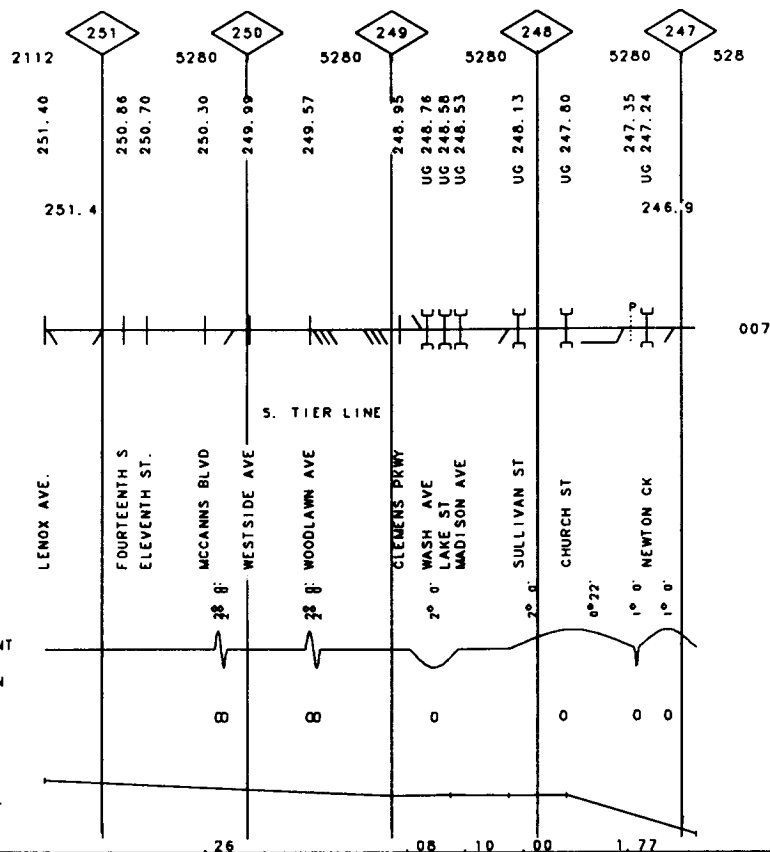 251 250 249 248 247
2112 5280 5280 5280 5280 528
251.40
250.86
250.70
250.30
249.99
249.57
248.95
UG 248.76
UG 248.58
UG 248.53
UG 248.13
UG 247.80
247.35
UG 247.24
251.4 246.9
P
007
S. TIER LINE
LENOX AVE.
FOURTEENTH S
ELEVENTH ST.
MCCANNS BLVD
WESTSIDE AVE
WOODLAWN AVE
CLEMENS PKWY
WASH AVE
LAKE ST
MADISON AVE
SULLIVAN ST
CHURCH ST
NEWTON CK
2° 0'
2° 0'
0°22'
1° 0'
1° 0'
NT
N
0 0 0 0
.26 .08 .10 .00 1.77